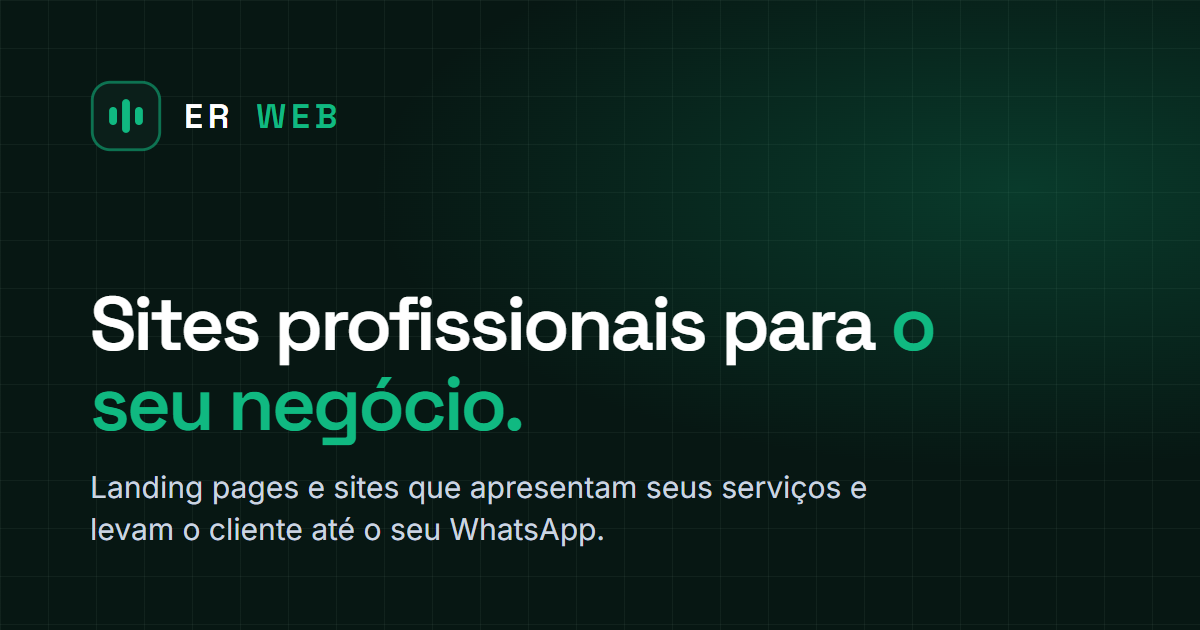 ER WEB
Sites profissionais para o
seu negócio.
Landing pages e sites que apresentam seus serviços e
levam o cliente até o seu WhatsApp.